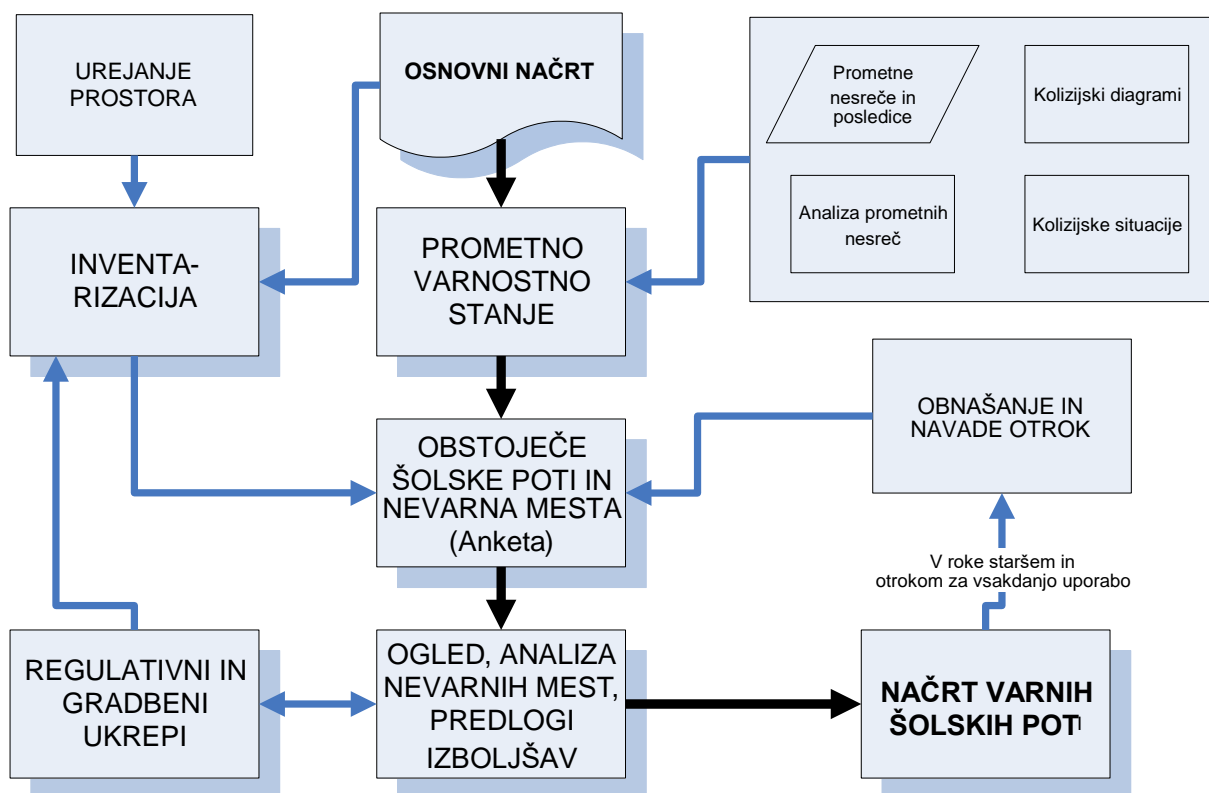 UREJANJE
PROSTORA
OSNOVNI NAČRT
Prometne
nesreče in
posledice
Kolizijski diagrami
Analiza prometnih
nesreč
Kolizijske situacije
INVENTA-
RIZACIJA
PROMETNO
VARNOSTNO
STANJE
OBSTOJEČE
ŠOLSKE POTI IN
NEVARNA MESTA
(Anketa)
OBNAŠANJE IN
NAVADE OTROK
V roke staršem in
otrokom za vsakdanjo uporabo
REGULATIVNI IN
GRADBENI
UKREPI
OGLED, ANALIZA
NEVARNIH MEST,
PREDLOGI
IZBOLJŠAV
NAČRT VARNIH
ŠOLSKIH POTI